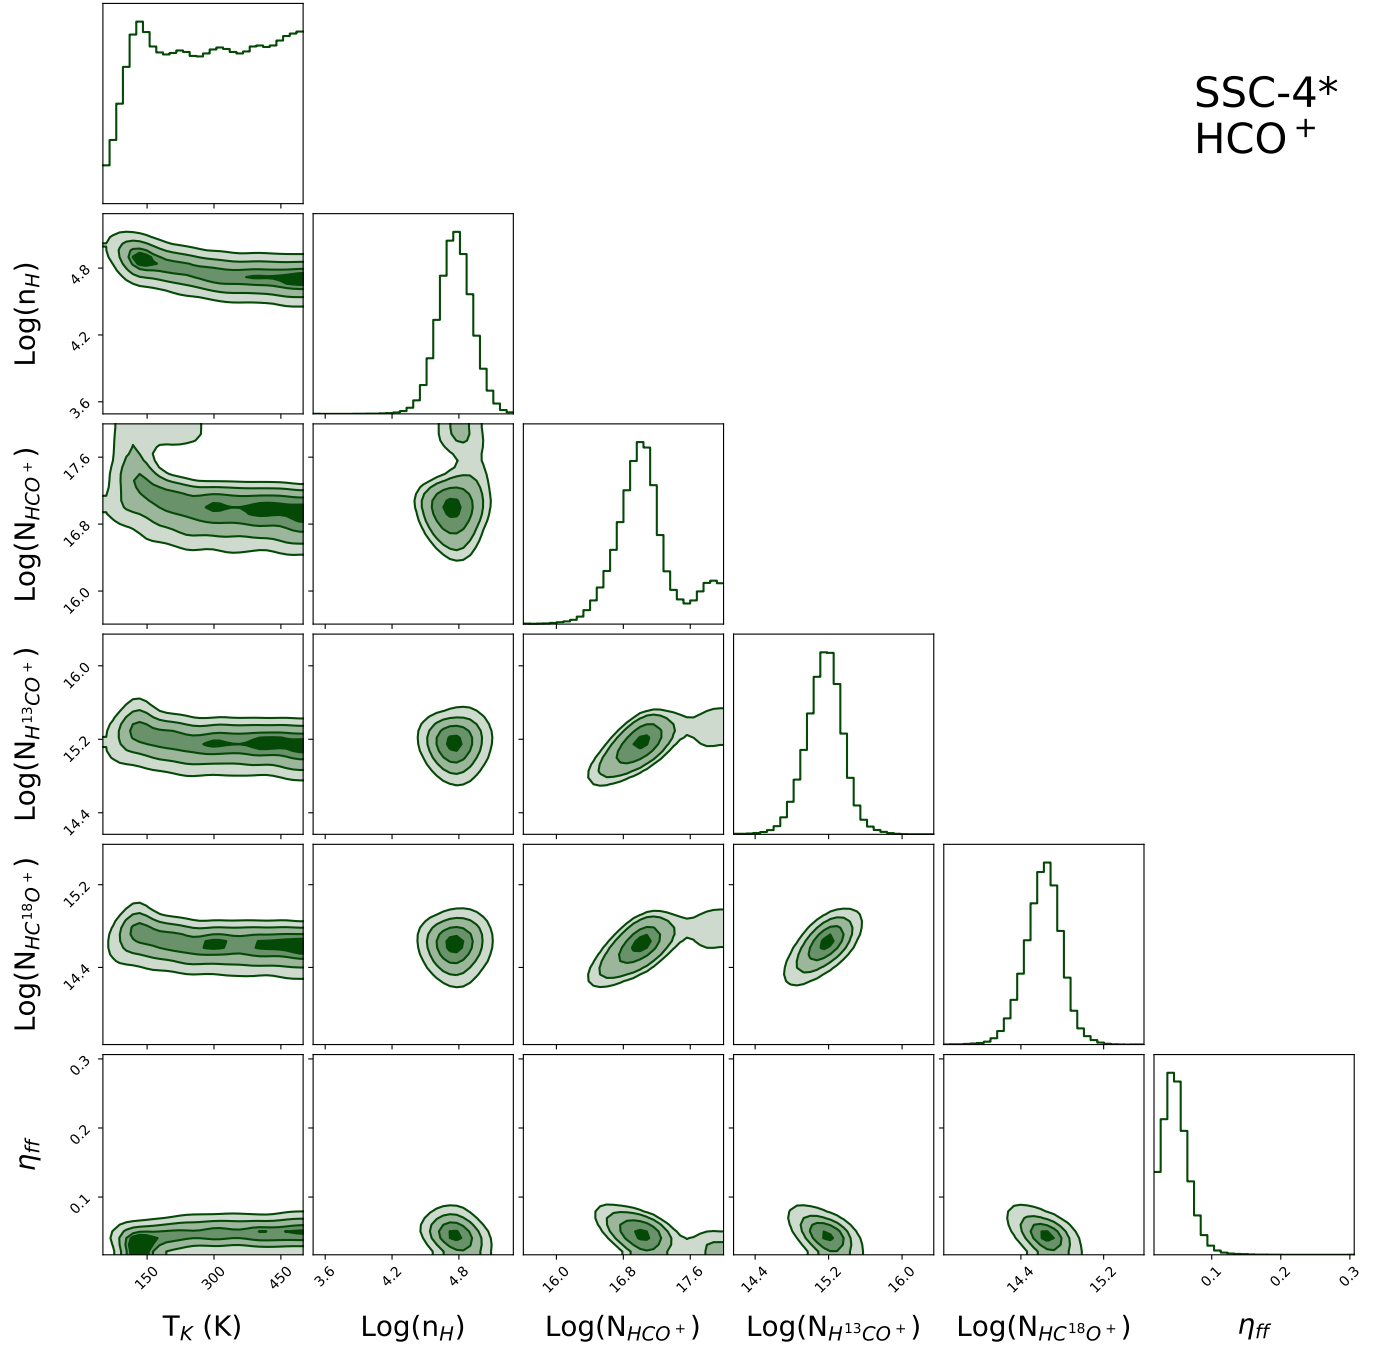 SSC-4*
HCO⁺
Log(n_H)
4.8
4.2
3.6
Log(N_HCO⁺)
17.6
16.8
16.0
Log(N_H¹³CO⁺)
16.0
15.2
14.4
Log(N_HC¹⁸O⁺)
15.2
14.4
η_ff
0.3
0.2
0.1
150 300 450 3.6 4.2 4.8 16.0 16.8 17.6 14.4 15.2 16.0 14.4 15.2 0.1 0.2 0.3
T_K (K) Log(n_H) Log(N_HCO⁺) Log(N_H¹³CO⁺) Log(N_HC¹⁸O⁺) η_ff